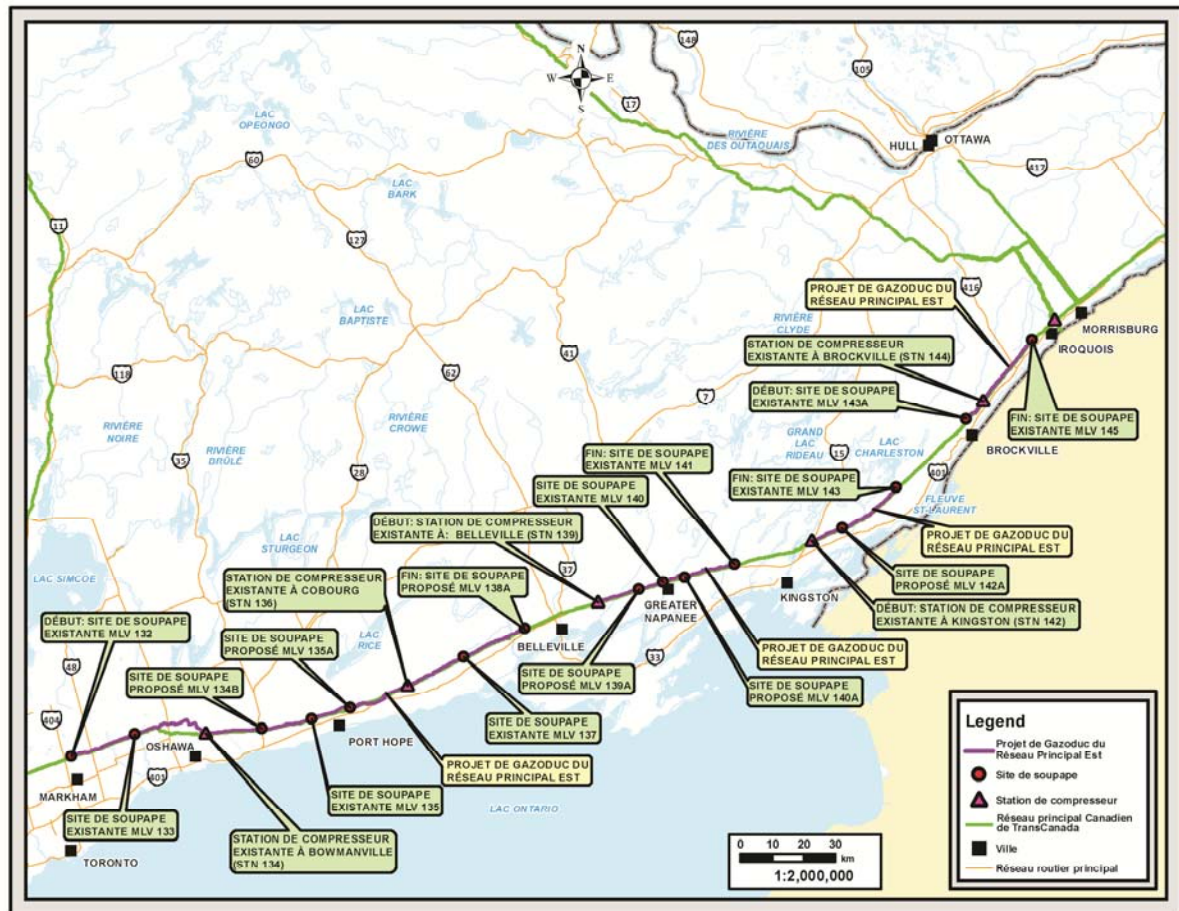 N
W E
S
148
105
17
RIVIÈRE
DES OUTAOUAIS
HULL
OTTAWA
417
LAC
OPEONGO
60
LAC
BARK
11
127
LAC
BAPTISTE
RIVIÈRE
CLYDE
416
PROJET DE GAZODUC DU
RÉSEAU PRINCIPAL EST
MORRISBURG
IROQUOIS
STATION DE COMPRESSEUR
EXISTANTE À BROCKVILLE (STN 144)
41
118
62
7
DÉBUT: SITE DE SOUPAPE
EXISTANTE MLV 143A
FIN: SITE DE SOUPAPE
EXISTANTE MLV 145
BROCKVILLE
RIVIÈRE
NOIRE
RIVIÈRE
CROWE
RIVIÈRE
DRÛLÉ
35
28
GRAND LAC
RIDEAU
15
LAC
CHARLESTON
401
FLEUVE
ST-LAURENT
FIN: SITE DE SOUPAPE
EXISTANTE MLV 141
SITE DE SOUPAPE
EXISTANTE MLV 140
FIN: SITE DE SOUPAPE
EXISTANTE MLV 143
DÉBUT: STATION DE COMPRESSEUR
EXISTANTE À: BELLEVILLE (STN 139)
LAC
STURGEON
PROJET DE GAZODUC DU
RÉSEAU PRINCIPAL EST
LAC SIMCOE
STATION DE COMPRESSEUR
EXISTANTE À COBOURG
(STN 136)
FIN: SITE DE SOUPAPE
PROPOSÉ MLV 138A
37
GREATER
NAPANEE
KINGSTON
SITE DE SOUPAPE
PROPOSÉ MLV 142A
DÉBUT: STATION DE COMPRESSEUR
EXISTANTE À KINGSTON (STN 142)
DÉBUT: SITE DE SOUPAPE
EXISTANTE MLV 132
SITE DE SOUPAPE
PROPOSÉ MLV 135A
LAC
RICE
BELLEVILLE
33
PROJET DE GAZODUC DU
RÉSEAU PRINCIPAL EST
48
SITE DE SOUPAPE
PROPOSÉ MLV 134B
SITE DE SOUPAPE
PROPOSÉ MLV 139A
SITE DE SOUPAPE
PROPOSÉ MLV 140A
404
OSHAWA
401
PORT HOPE
SITE DE SOUPAPE
EXISTANTE MLV 137
PROJET DE GAZODUC DU
RÉSEAU PRINCIPAL EST
MARKHAM
SITE DE SOUPAPE
EXISTANTE MLV 133
SITE DE SOUPAPE
EXISTANTE MLV 135
LAC ONTARIO
STATION DE COMPRESSEUR
EXISTANTE À BOWMANVILLE
(STN 134)
TORONTO
0 10 20 30
km
1:2,000,000
Legend
Projet de Gazoduc du
Réseau Principal Est
Site de soupape
Station de compresseur
Réseau principal Canadien
de TransCanada
Ville
Réseau routier principal